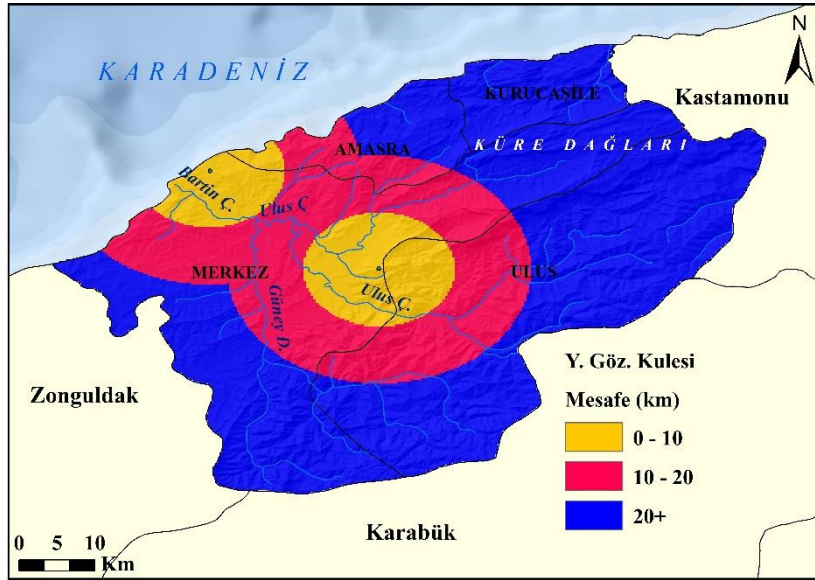 N
KARADENİZ
KURUCAŞİLE
Kastamonu
AMASRA
KÜRE DAĞLARI
Bartin Ç.
Ulus Ç
MERKEZ
ULUS
Ulus Ç.
Güney D.
Zonguldak
Karabük
Y. Göz. Kulesi
Mesafe (km)
0 - 10
10 - 20
20+
0 5 10
Km